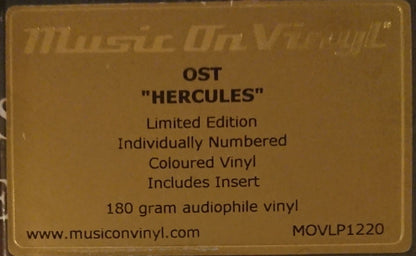 Music On Vinyl®
OST
"HERCULES"
Limited Edition
Individually Numbered
Coloured Vinyl
Includes Insert
180 gram audiophile vinyl
www.musiconvinyl.com MOVLP1220